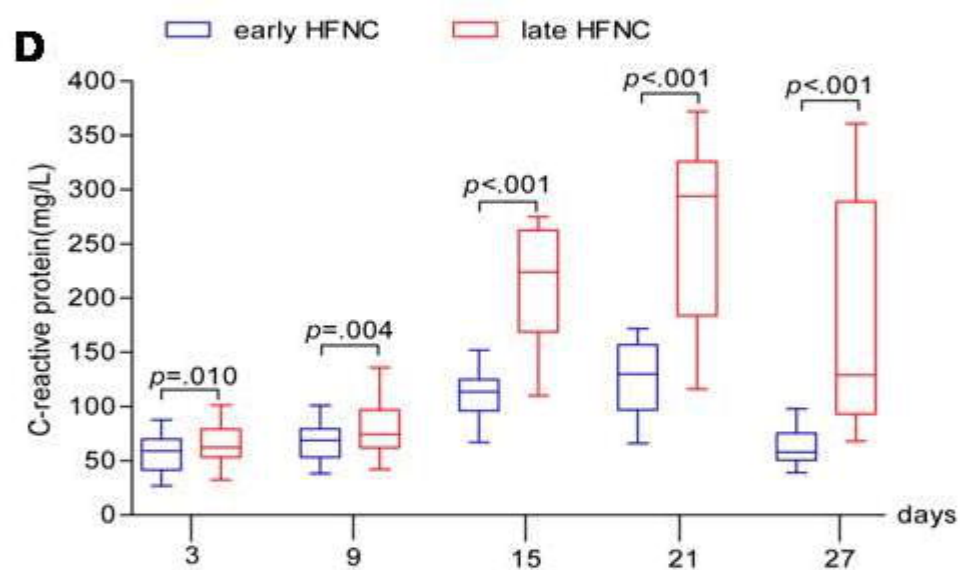 D
early HFNC late HFNC
C-reactive protein(mg/L)
400
350
300
250
200
150
100
50
0
p=.010
p=.004
p<.001
p<.001
p<.001
3 9 15 21 27
days